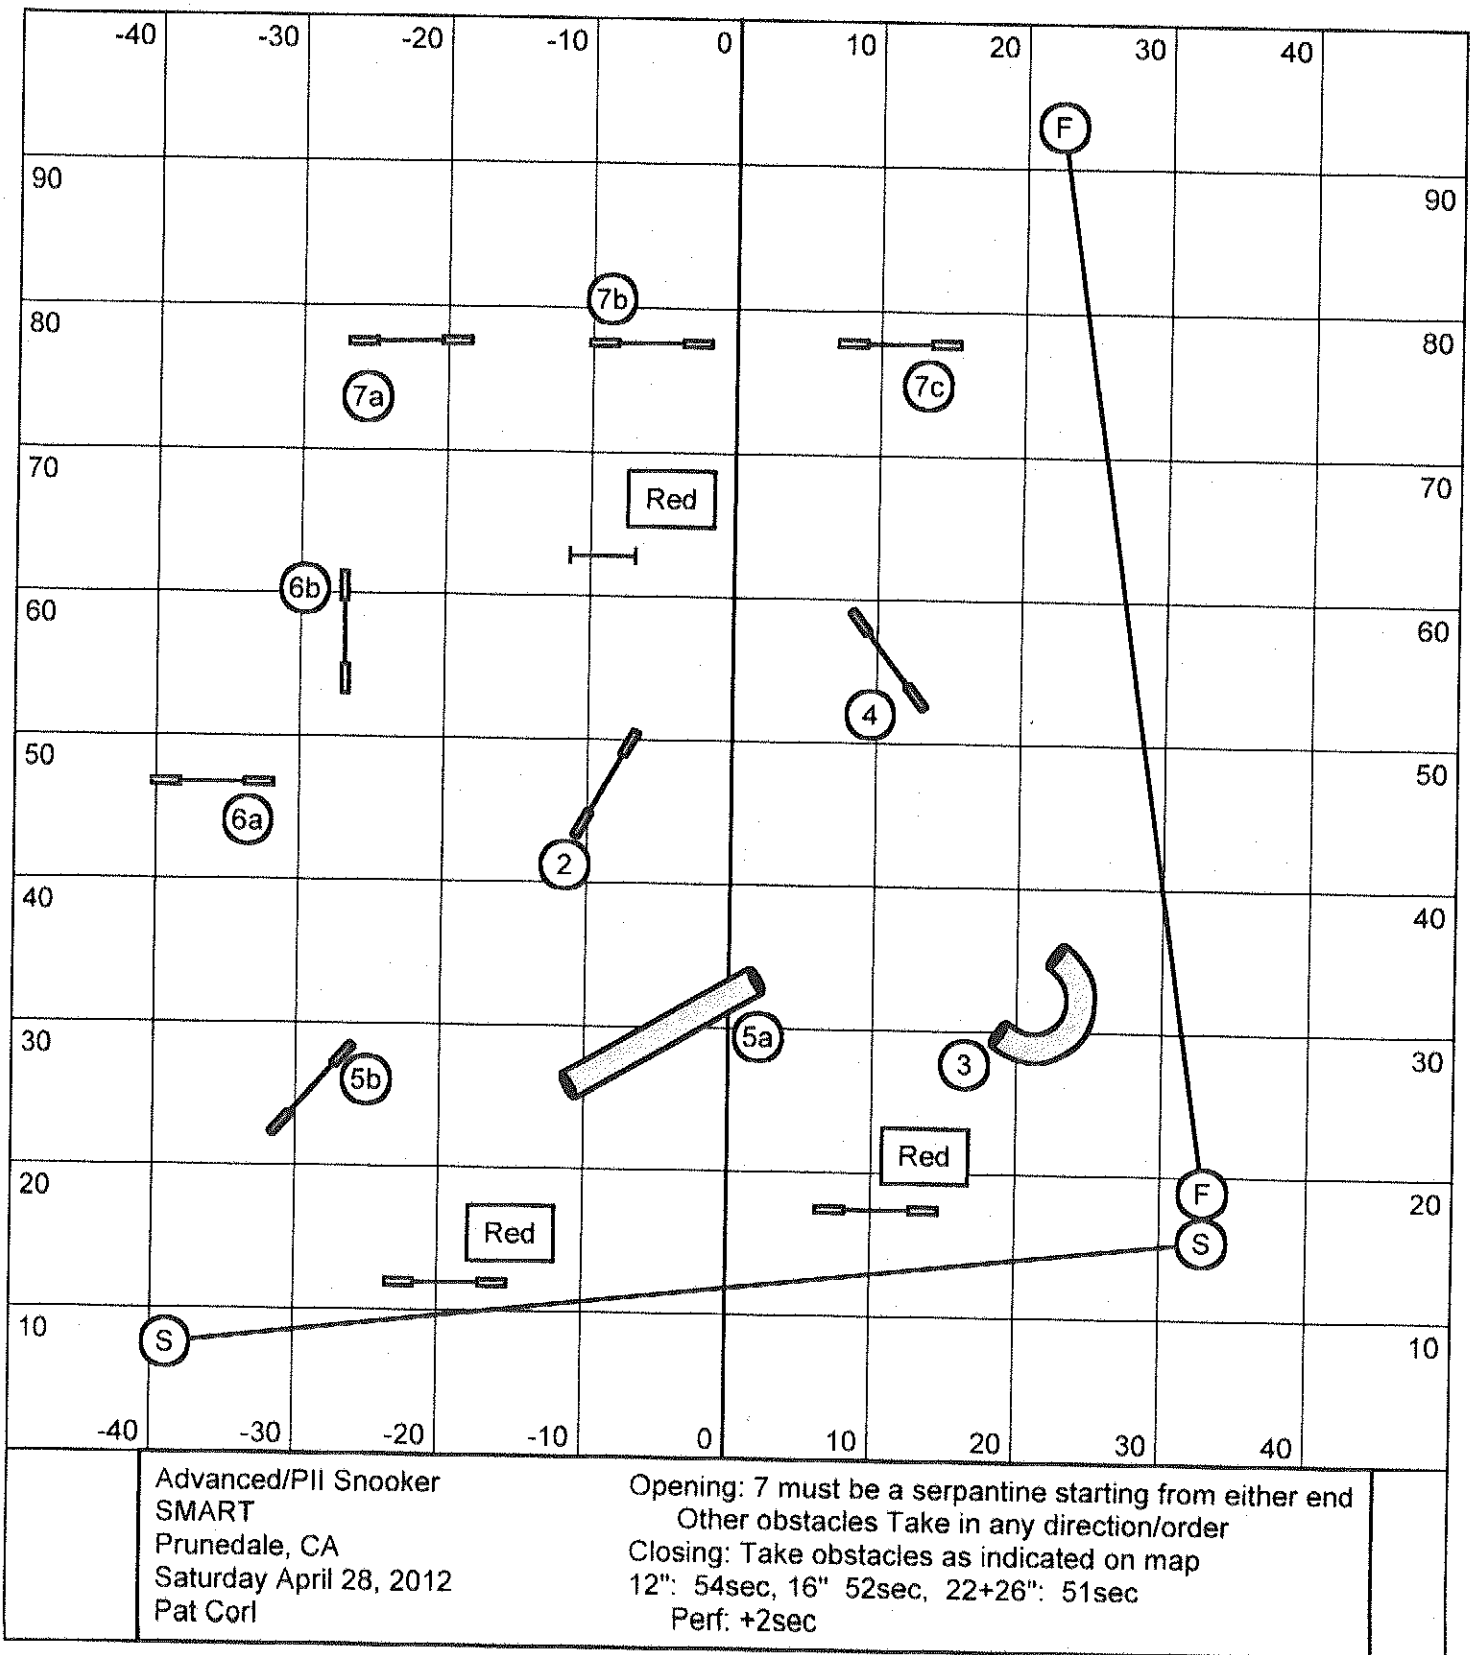 -40 -30 -20 -10 0 10 20 30 40
F
90 90
7b
80 80
7a 7c
70 70
Red
6b
60 60
4
50 50
6a
2
40 40
30 5a 30
5b 3
Red
20 F 20
Red S
10 10
S
-40 -30 -20 -10 0 10 20 30 40
Advanced/PII Snooker
SMART
Prunedale, CA
Saturday April 28, 2012
Pat Corl
Opening: 7 must be a serpantine starting from either end
Other obstacles Take in any direction/order
Closing: Take obstacles as indicated on map
12": 54sec, 16" 52sec, 22+26": 51sec
Perf: +2sec